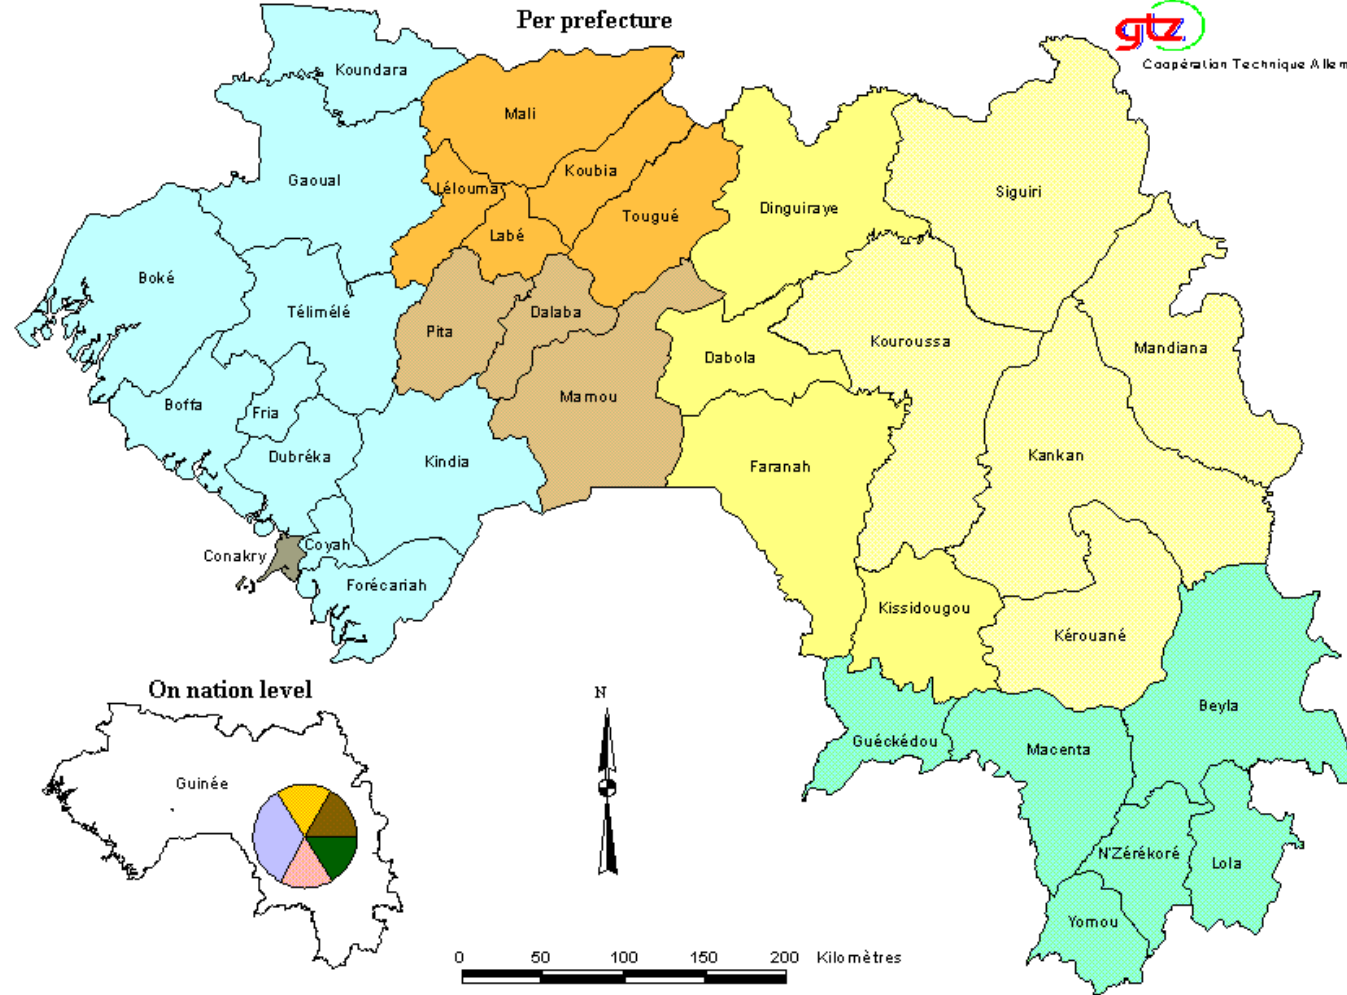 Per prefecture
gtz
Coopération Technique Allem
Koundara
Mali
Gaoual
Lélouma
Koubia
Siguiri
Labé
Tougué
Dinguiraye
Boké
Télimélé
Pita
Dalaba
Dabola
Kouroussa
Mandiana
Boffa
Fria
Mamou
Dubréka
Kindia
Faranah
Kankan
Conakry
Coyah
Forécariah
Kissidougou
Kérouané
On nation level
N
Beyla
Guéckédou
Macenta
Guinée
N'Zérékoré
Lola
Yomou
0 50 100 150 200 Kilomètres